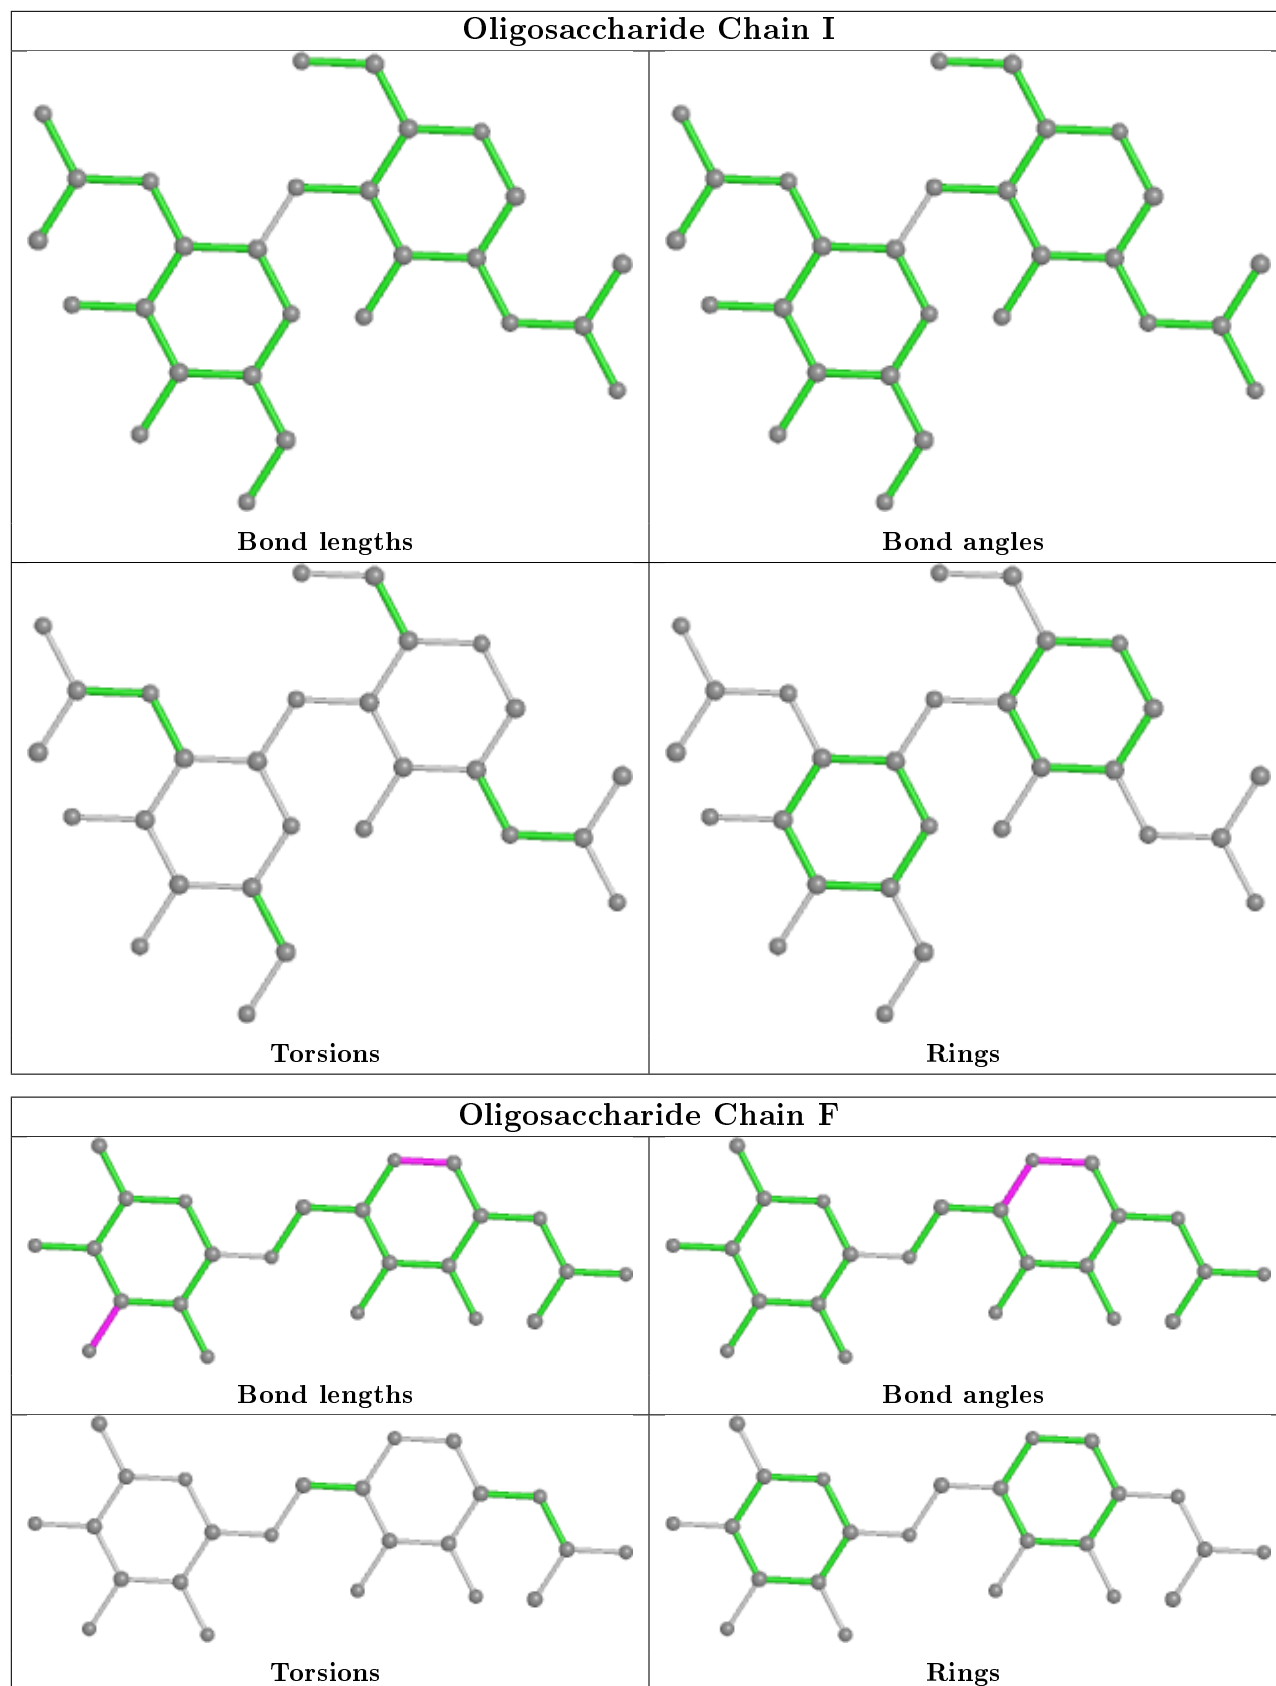 Oligosaccharide Chain I
Bond lengths
Bond angles
Torsions
Rings
Oligosaccharide Chain F
Bond lengths
Bond angles
Torsions
Rings